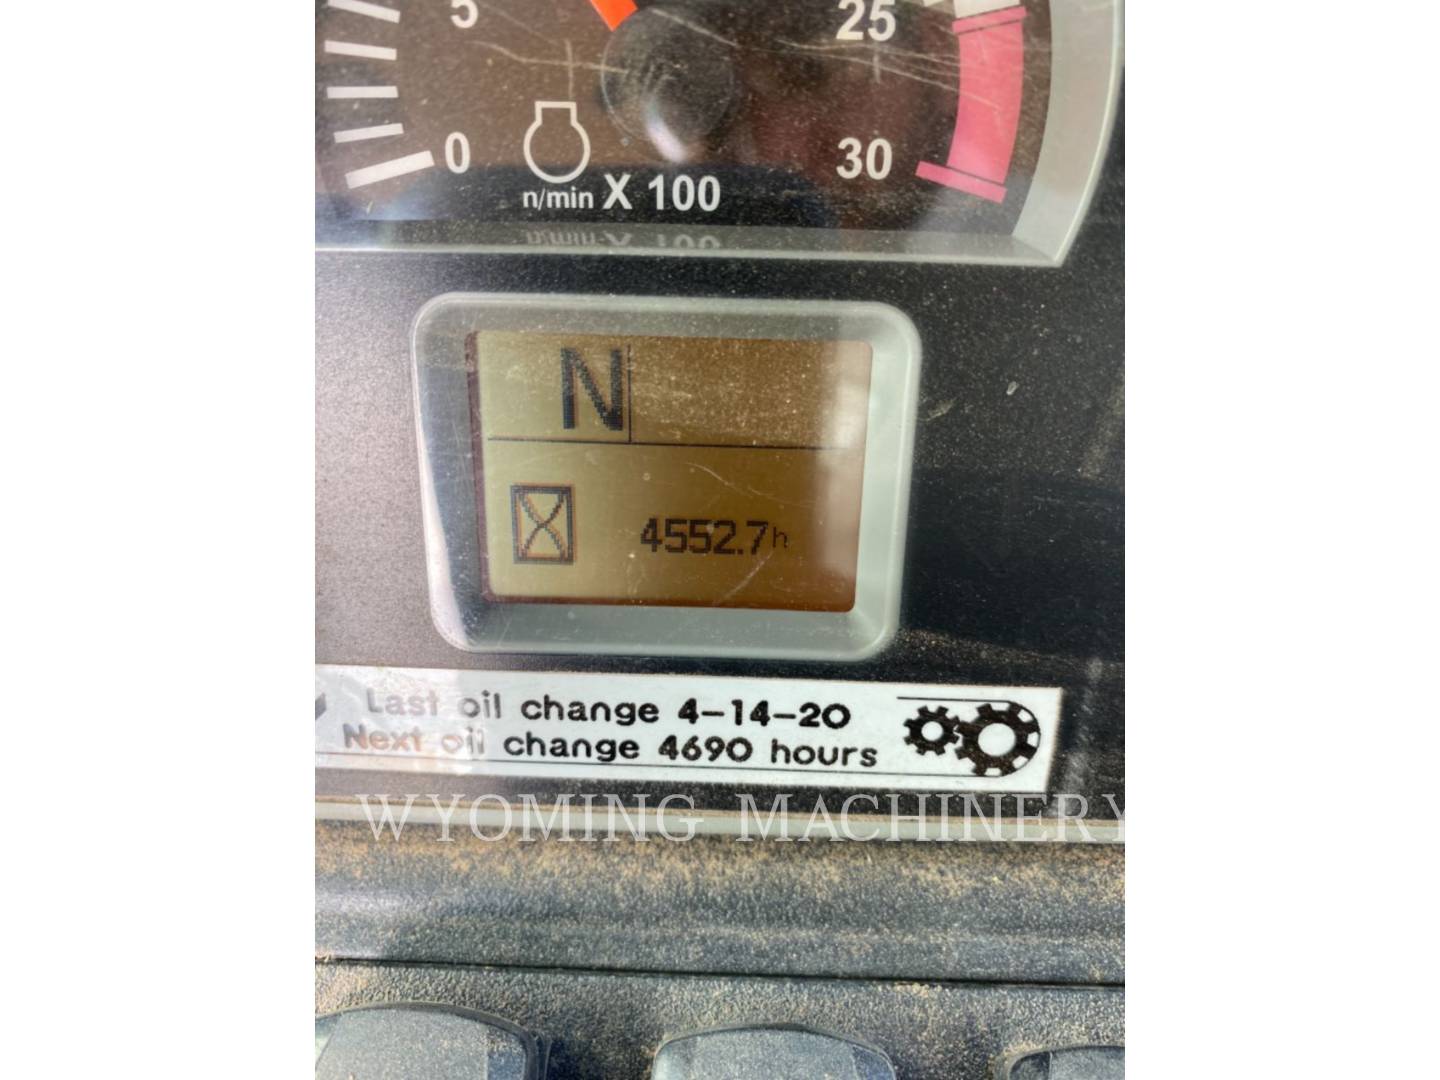 5
25
0
30
n/min X 100
N
4552.7h
Last oil change 4-14-20
Next oil change 4690 hours
WYOMING MACHINERY